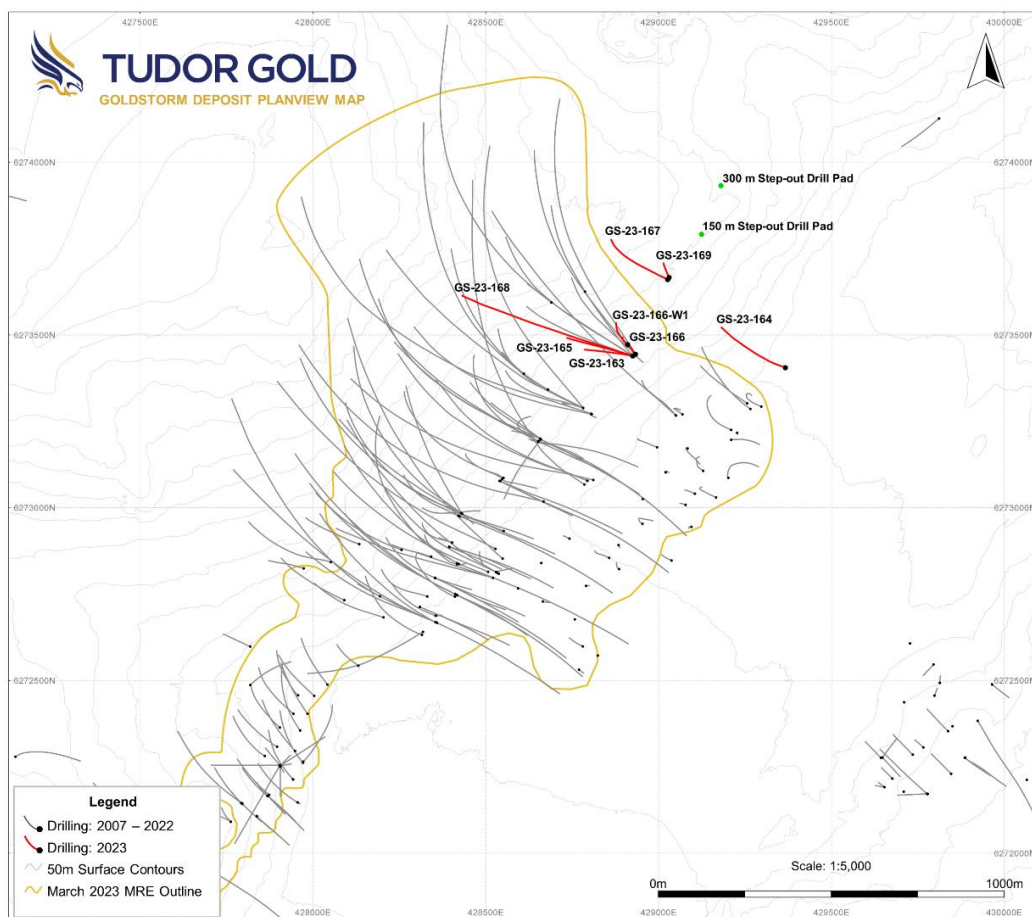 427500E 428000E 428500E 429000E 429500E 430000E
TUDOR GOLD
GOLDSTORM DEPOSIT PLANVIEW MAP
6274000N 6274000N
300 m Step-out Drill Pad
150 m Step-out Drill Pad
GS-23-167
GS-23-169
GS-23-168
GS-23-166-W1
GS-23-164
GS-23-166
GS-23-165
GS-23-163
6273500N 6273500N
6273000N 6273000N
6272500N 6272500N
Legend
Drilling: 2007 – 2022
Drilling: 2023
50m Surface Contours
March 2023 MRE Outline
6272000N
Scale: 1:5,000
0m 1000m
428000E 428500E 429000E 429500E 430000E